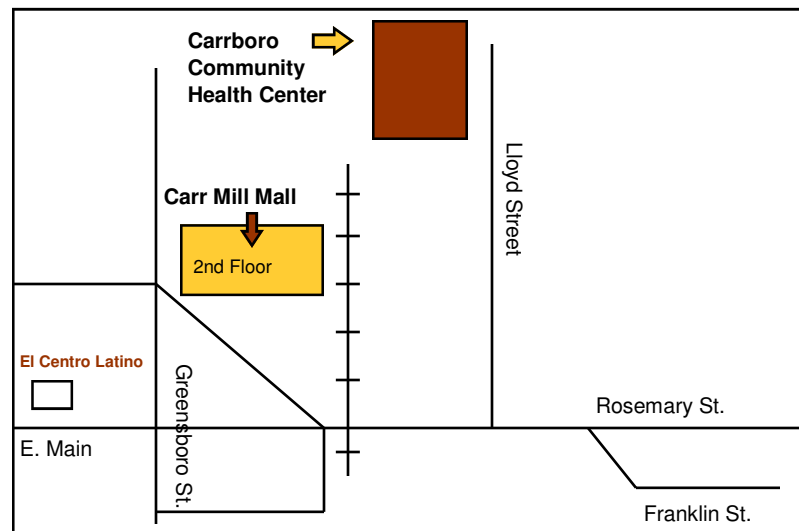 Carrboro
Community
Health Center
Lloyd Street
Carr Mill Mall
2nd Floor
El Centro Latino
Greensboro St.
Rosemary St.
E. Main
Franklin St.